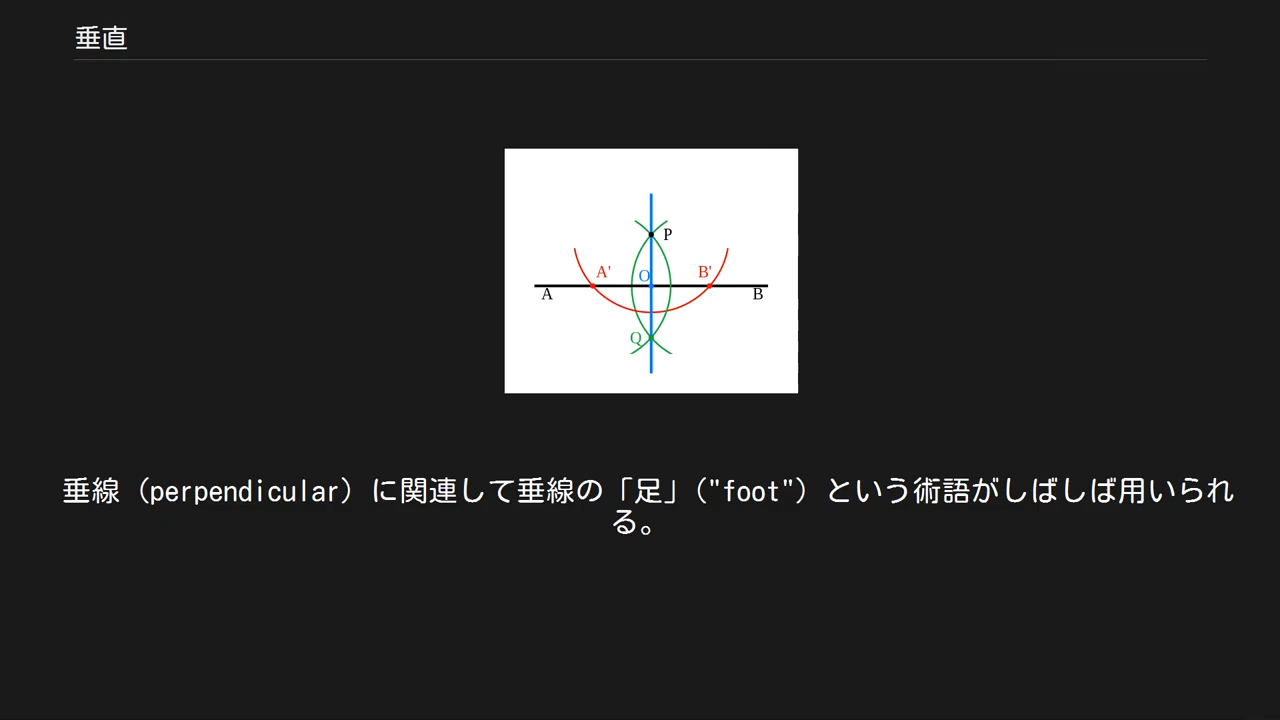 垂直
P
A' O B'
A B
Q
垂線（perpendicular）に関連して垂線の「足」（"foot"）という術語がしばしば用いられ
る。